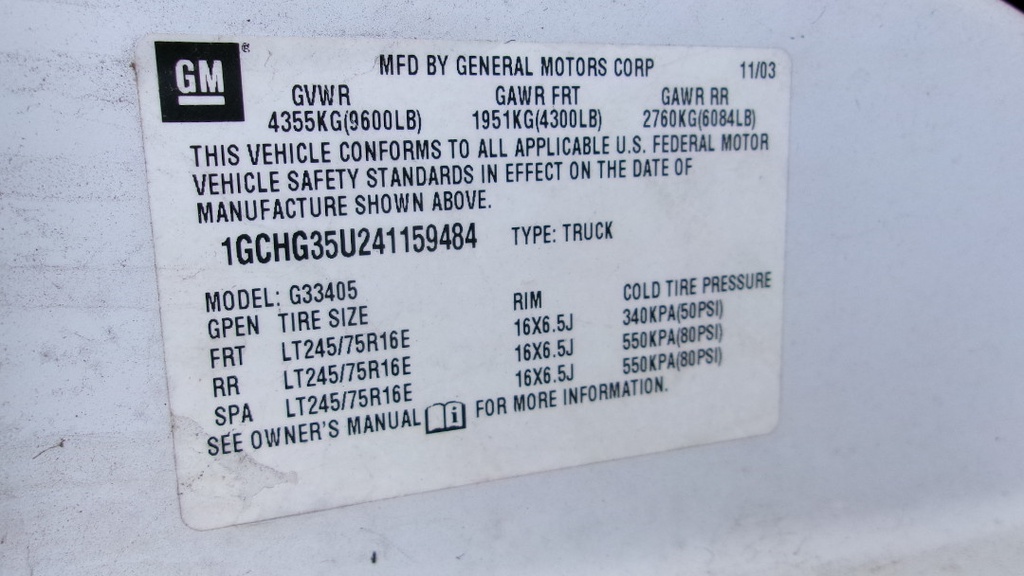 GM ®
MFD BY GENERAL MOTORS CORP 11/03
GVWR GAWR FRT GAWR RR
4355KG(9600LB) 1951KG(4300LB) 2760KG(6084LB)
THIS VEHICLE CONFORMS TO ALL APPLICABLE U.S. FEDERAL MOTOR
VEHICLE SAFETY STANDARDS IN EFFECT ON THE DATE OF
MANUFACTURE SHOWN ABOVE.
1GCHG35U241159484 TYPE: TRUCK
MODEL: G33405
GPEN TIRE SIZE RIM COLD TIRE PRESSURE
FRT LT245/75R16E 16X6.5J 340KPA(50PSI)
RR LT245/75R16E 16X6.5J 550KPA(80PSI)
SPA LT245/75R16E 16X6.5J 550KPA(80PSI)
SEE OWNER'S MANUAL i FOR MORE INFORMATION.